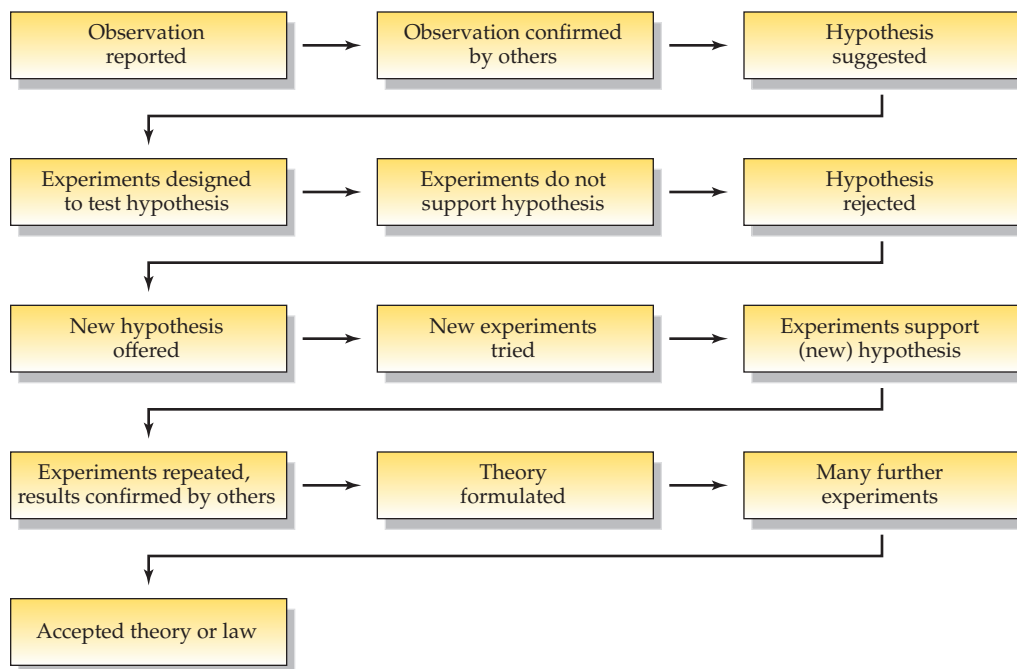 Observation
reported
Observation confirmed
by others
Hypothesis
suggested
Experiments designed
to test hypothesis
Experiments do not
support hypothesis
Hypothesis
rejected
New hypothesis
offered
New experiments
tried
Experiments support
(new) hypothesis
Experiments repeated,
results confirmed by others
Theory
formulated
Many further
experiments
Accepted theory or law